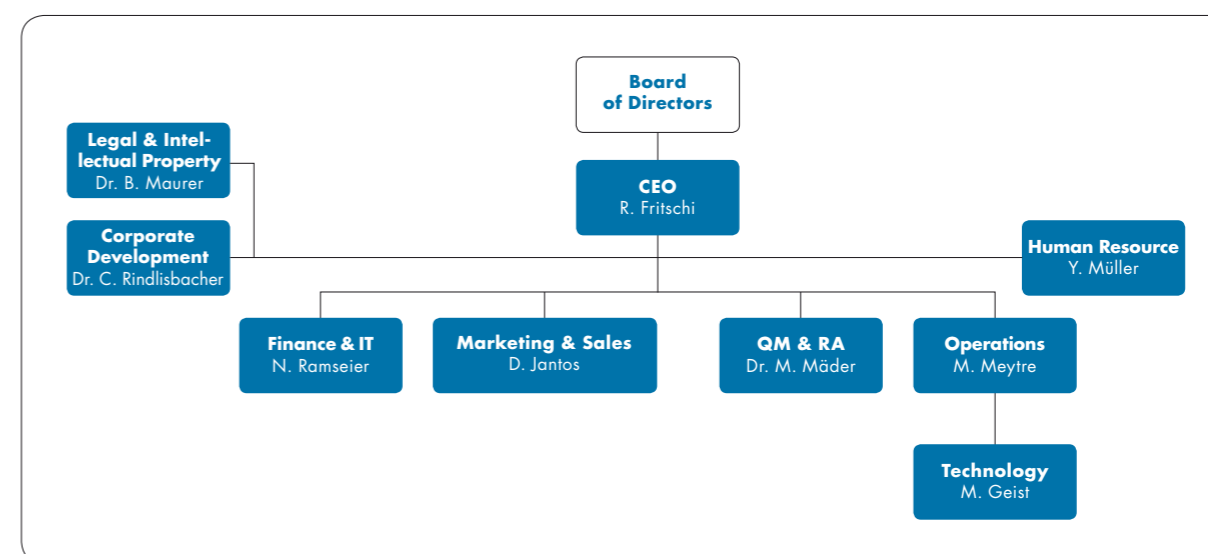 Board
of Directors
Legal & Intel-
lectual Property
Dr. B. Maurer
CEO
R. Fritschi
Corporate
Development
Dr. C. Rindlisbacher
Human Resource
Y. Müller
Finance & IT
N. Ramseier
Marketing & Sales
D. Jantos
QM & RA
Dr. M. Mäder
Operations
M. Meytre
Technology
M. Geist